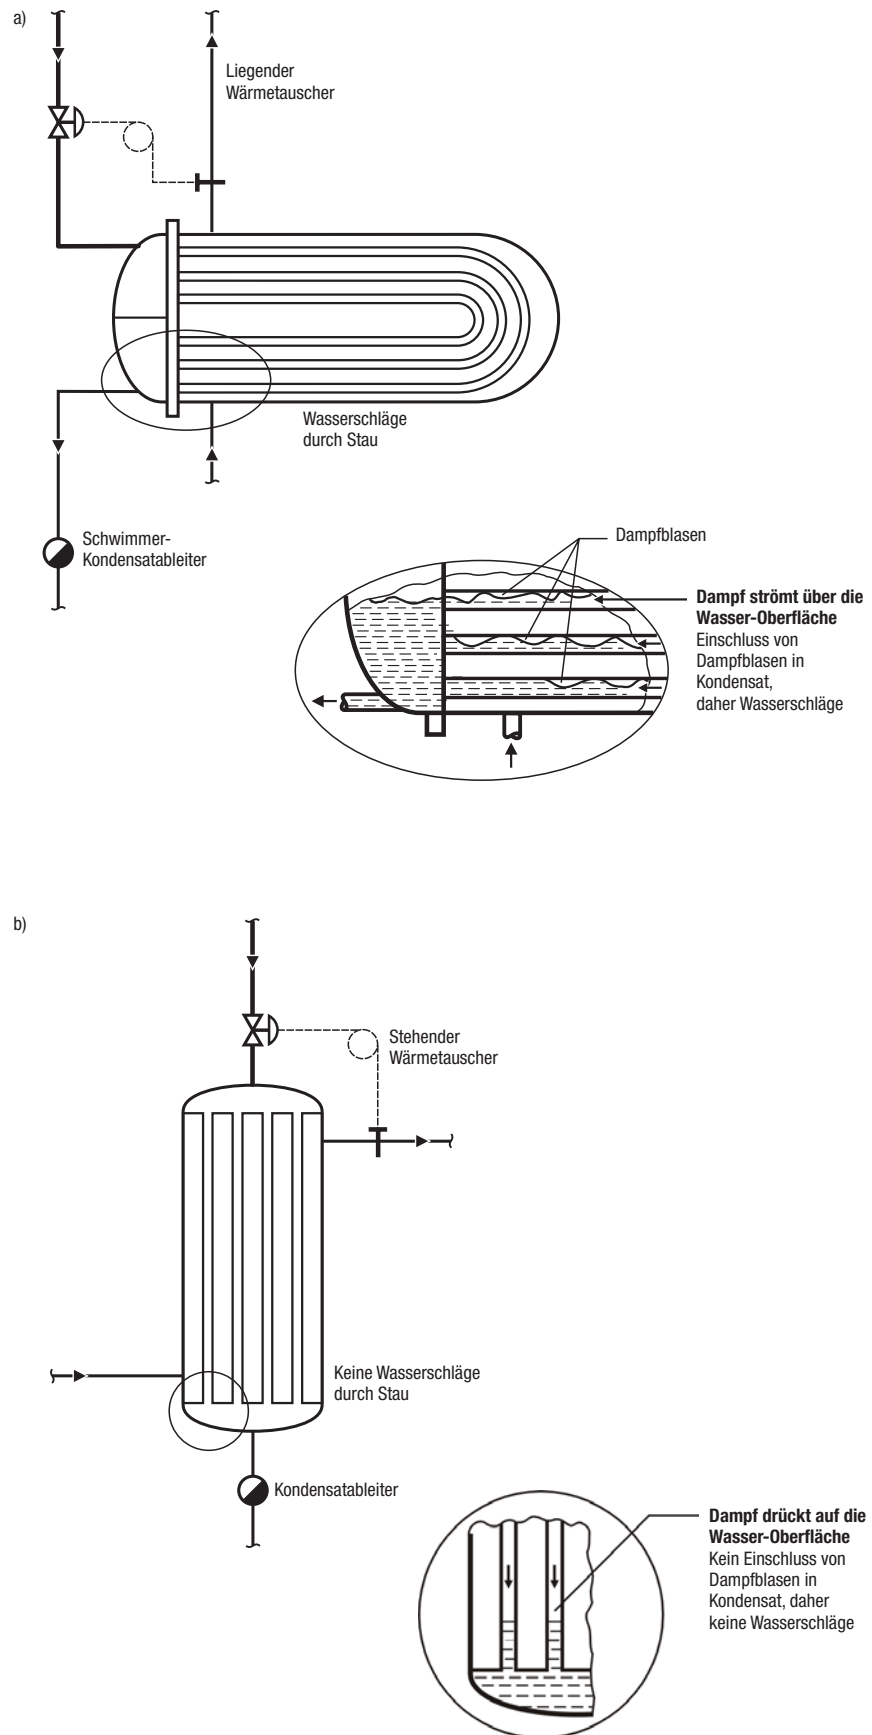 a)
Liegender
Wärmetauscher
Wasserschläge
durch Stau
Schwimmer-
Kondensatableiter
Dampfblasen
Dampf strömt über die
Wasser-Oberfläche
Einschluss von
Dampfblasen in
Kondensat,
daher Wasserschläge
b)
Stehender
Wärmetauscher
Keine Wasserschläge
durch Stau
Kondensatableiter
Dampf drückt auf die
Wasser-Oberfläche
Kein Einschluss von
Dampfblasen in
Kondensat, daher
keine Wasserschläge